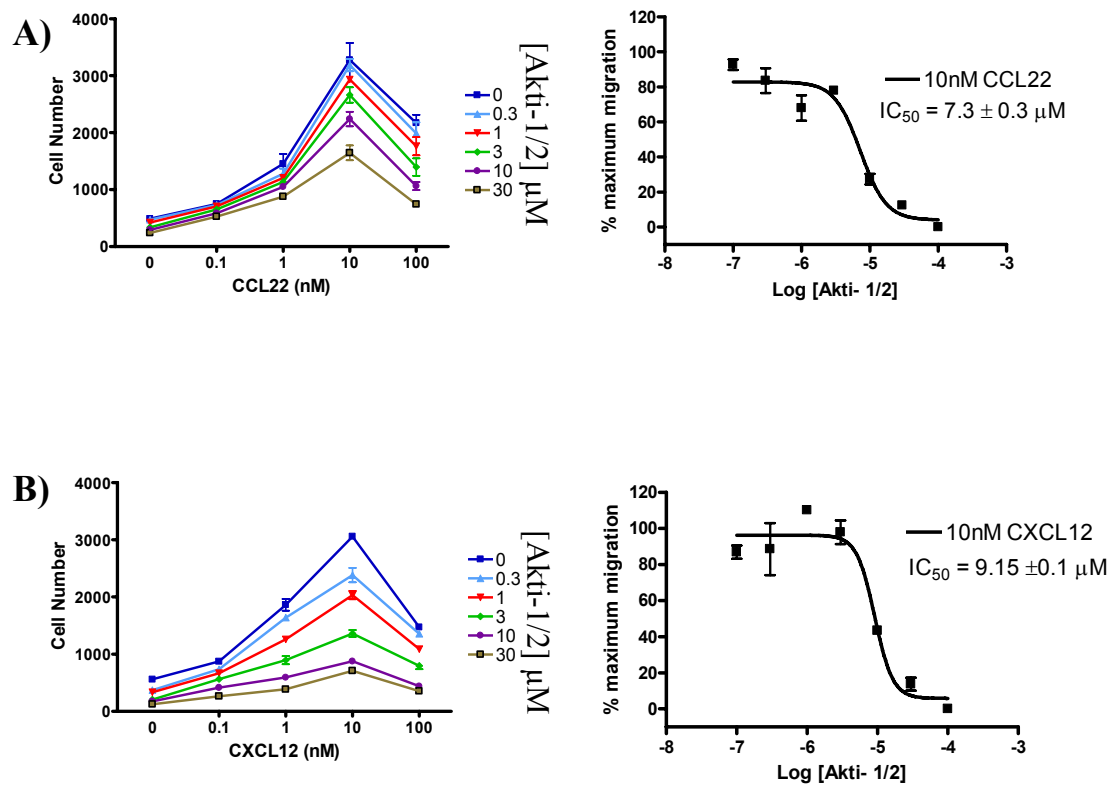 A)
4000
3000
2000
1000
0
Cell Number
0 0.1 1 10 100
CCL22 (nM)
0
0.3
1
3
10
30
[Akti-1/2] µM
120
100
80
60
40
20
0
% maximum migration
-8 -7 -6 -5 -4 -3
Log [Akti- 1/2]
10nM CCL22
IC50 = 7.3 ± 0.3 µM
B)
4000
3000
2000
1000
0
Cell Number
0 0.1 1 10 100
CXCL12 (nM)
0
0.3
1
3
10
30
[Akti-1/2] µM
120
100
80
60
40
20
0
% maximum migration
-8 -7 -6 -5 -4 -3
Log [Akti- 1/2]
10nM CXCL12
IC50 = 9.15 ±0.1 µM